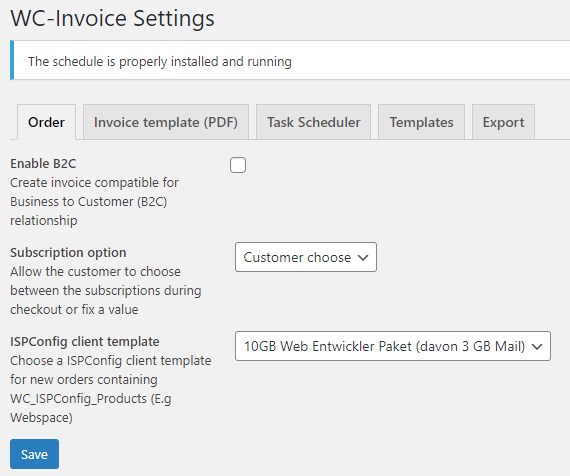 WC-Invoice Settings
The schedule is properly installed and running
Order Invoice template (PDF) Task Scheduler Templates Export
Enable B2C
Create invoice compatible for
Business to Customer (B2C)
relationship
Subscription option
Customer choose
Allow the customer to choose
between the subscriptions during
checkout or fix a value
ISPConfig client template
10GB Web Entwickler Paket (davon 3 GB Mail)
Choose a ISPConfig client template
for new orders containing
WC_ISPConfig_Products (E.g
Webspace)
Save